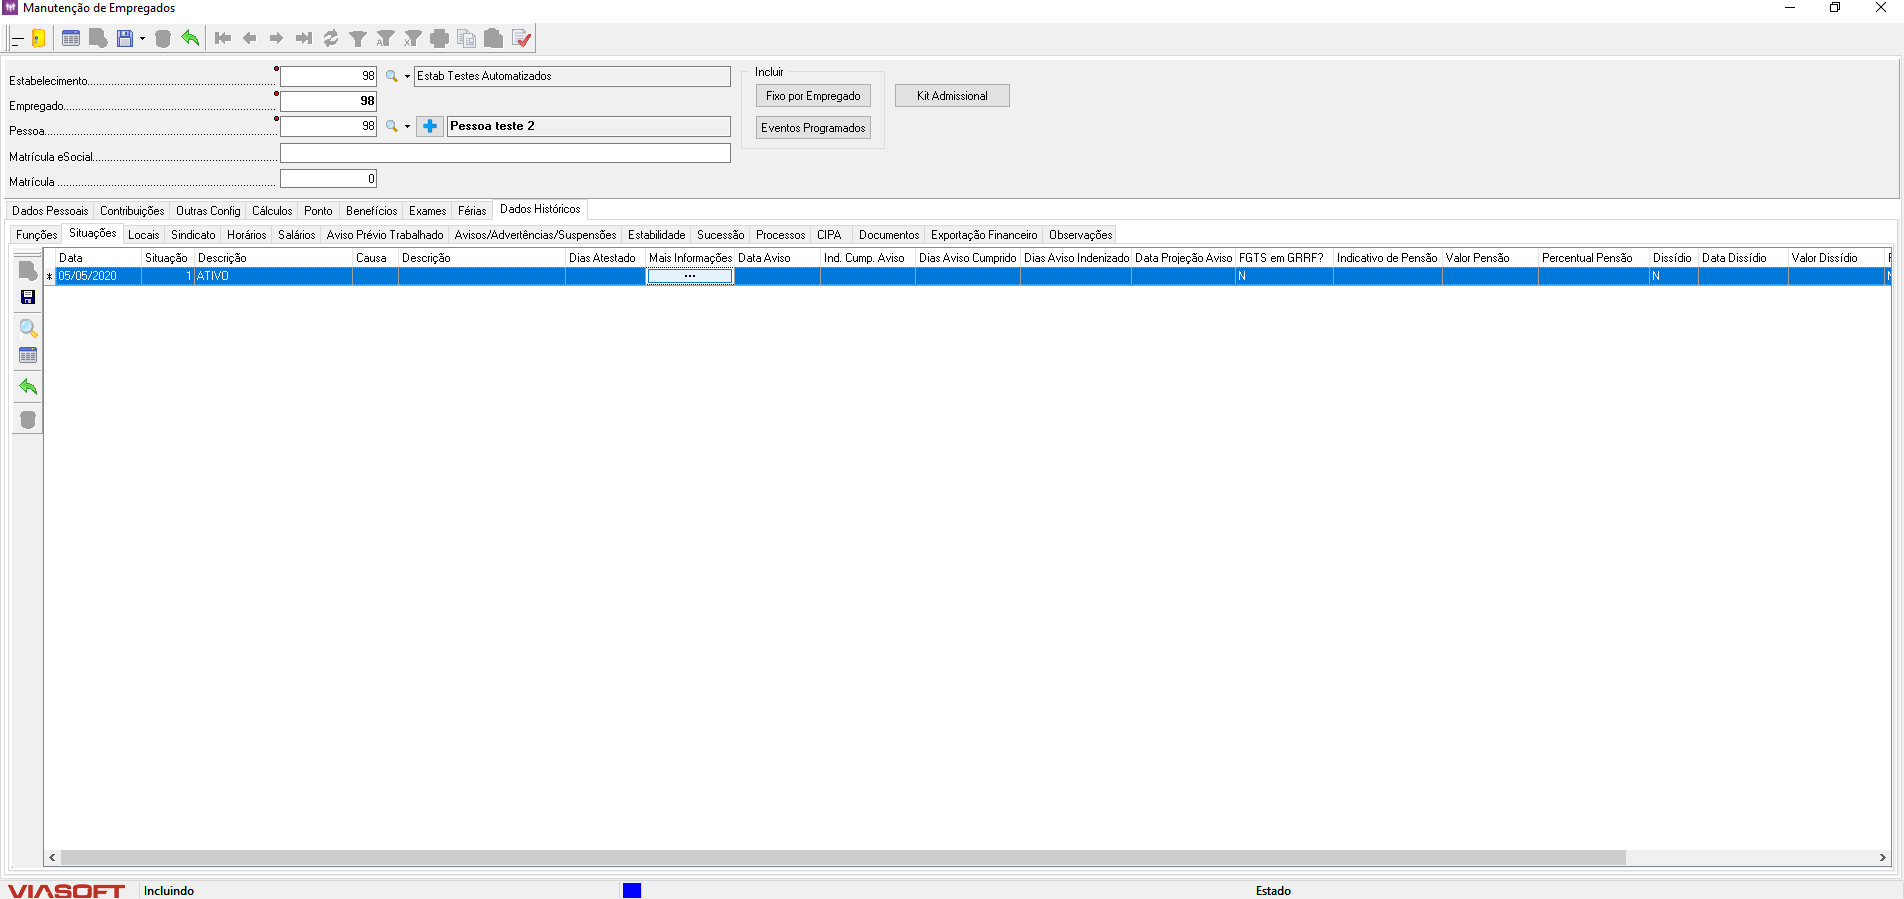 Manutenção de Empregados
Estabelecimento 98 Estab Testes Automatizados
Empregado 98
Pessoa 98 Pessoa teste 2
Matrícula eSocial
Matrícula 0
Incluir
Fixo por Empregado
Eventos Programados
Kit Admissional
Dados Pessoais Contribuições Outras Config Cálculos Ponto Benefícios Exames Férias Dados Históricos
Funções Situações Locais Sindicato Horários Salários Aviso Prévio Trabalhado Avisos/Advertências/Suspensões Estabilidade Sucessão Processos CIPA Documentos Exportação Financeiro Observações
Data Situação Descrição Causa Descrição Dias Atestado Mais Informações Data Aviso Ind. Cump. Aviso Dias Aviso Cumprido Dias Aviso Indenizado Data Projeção Aviso FGTS em GRRF? Indicativo de Pensão Valor Pensão Percentual Pensão Dissídio Data Dissídio Valor Dissídio
* 05/05/2020 1 ATIVO ... N N
VIASOFT Incluindo Estado